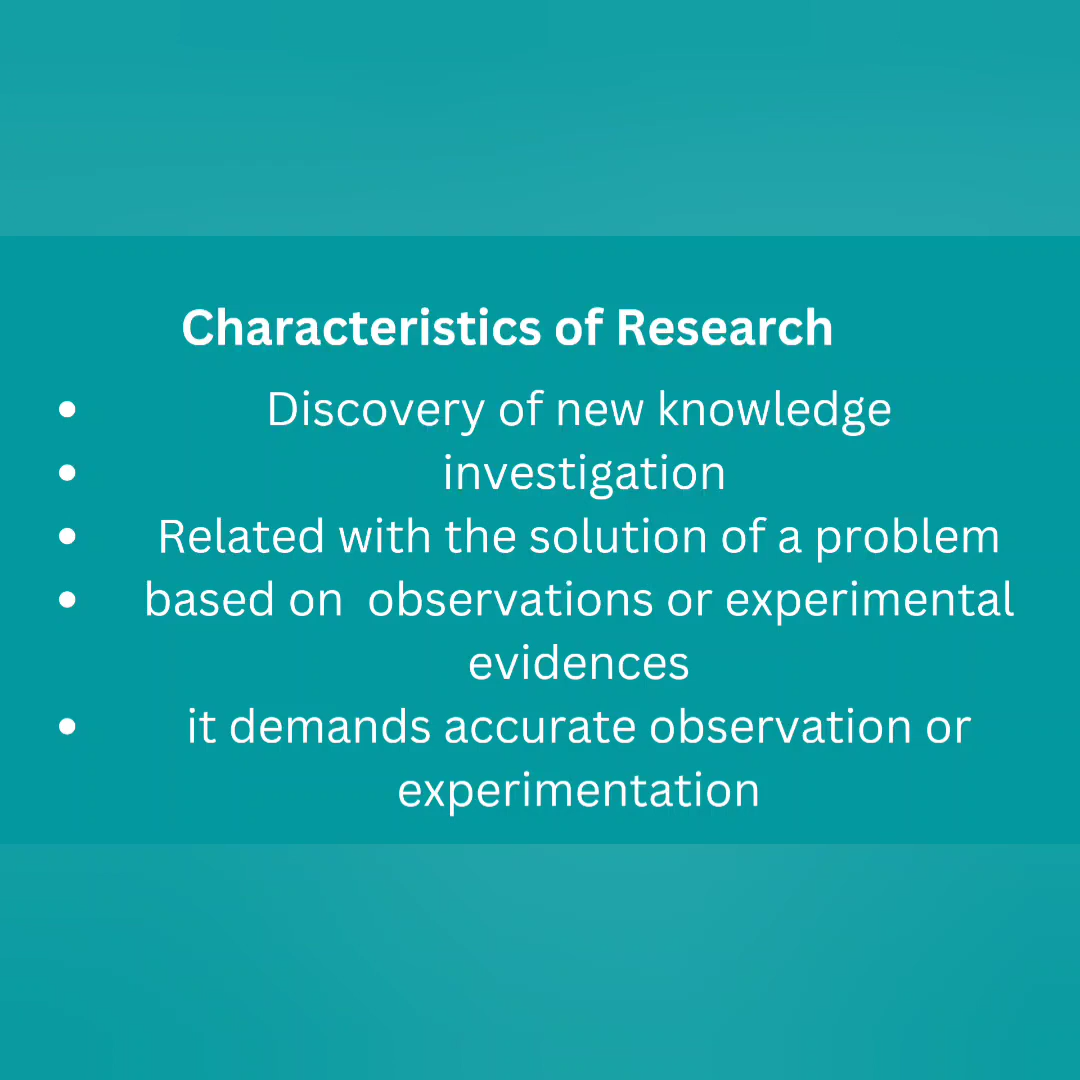 Characteristics of Research
• Discovery of new knowledge
• investigation
• Related with the solution of a problem
• based on  observations or experimental
evidences
• it demands accurate observation or
experimentation